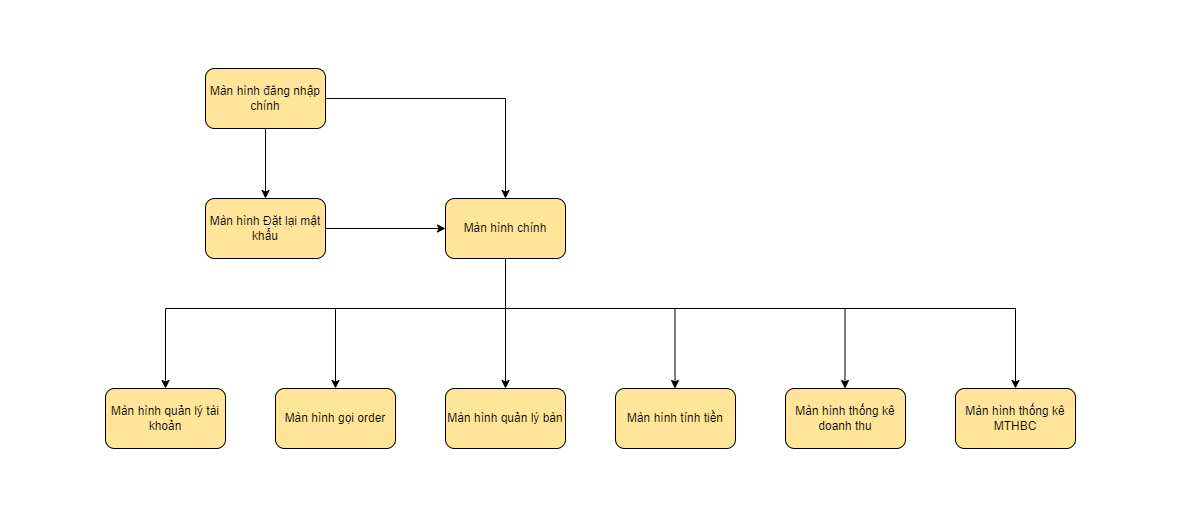 Màn hình đăng nhập
chính
Màn hình Đặt lại mật
khẩu
Màn hình chính
Màn hình quản lý tài
khoản
Màn hình gọi order
Màn hình quản lý bàn
Màn hình tính tiền
Màn hình thống kê
doanh thu
Màn hình thống kê
MTHBC